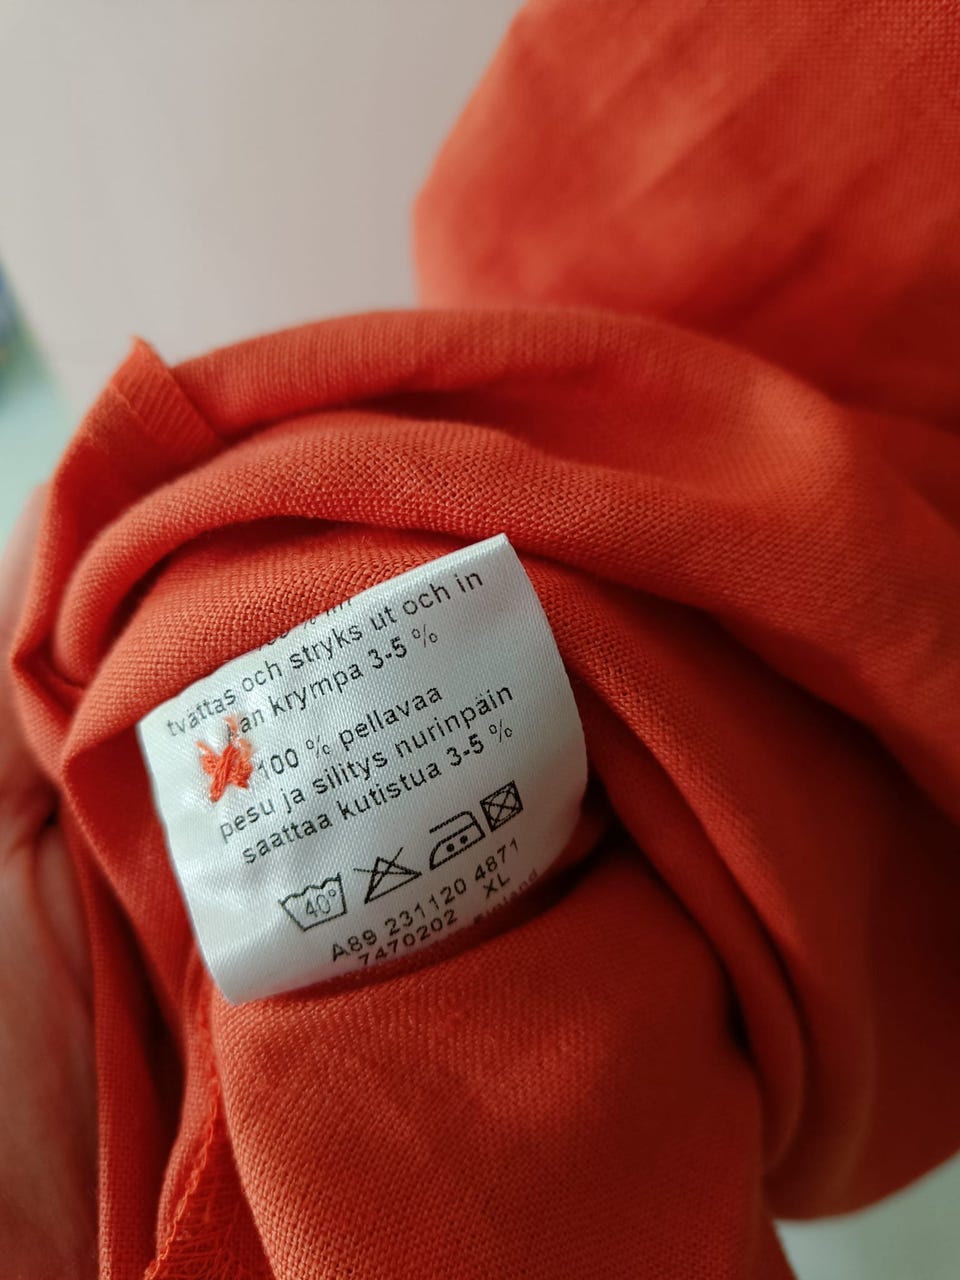 tvättas och stryks ut och in
kan krympa 3-5 %
100 % pellavaa
pesu ja silitys nurinpäin
saattaa kutistua 3-5 %
40°
A89 231120 4871
7470202 XL
Finland